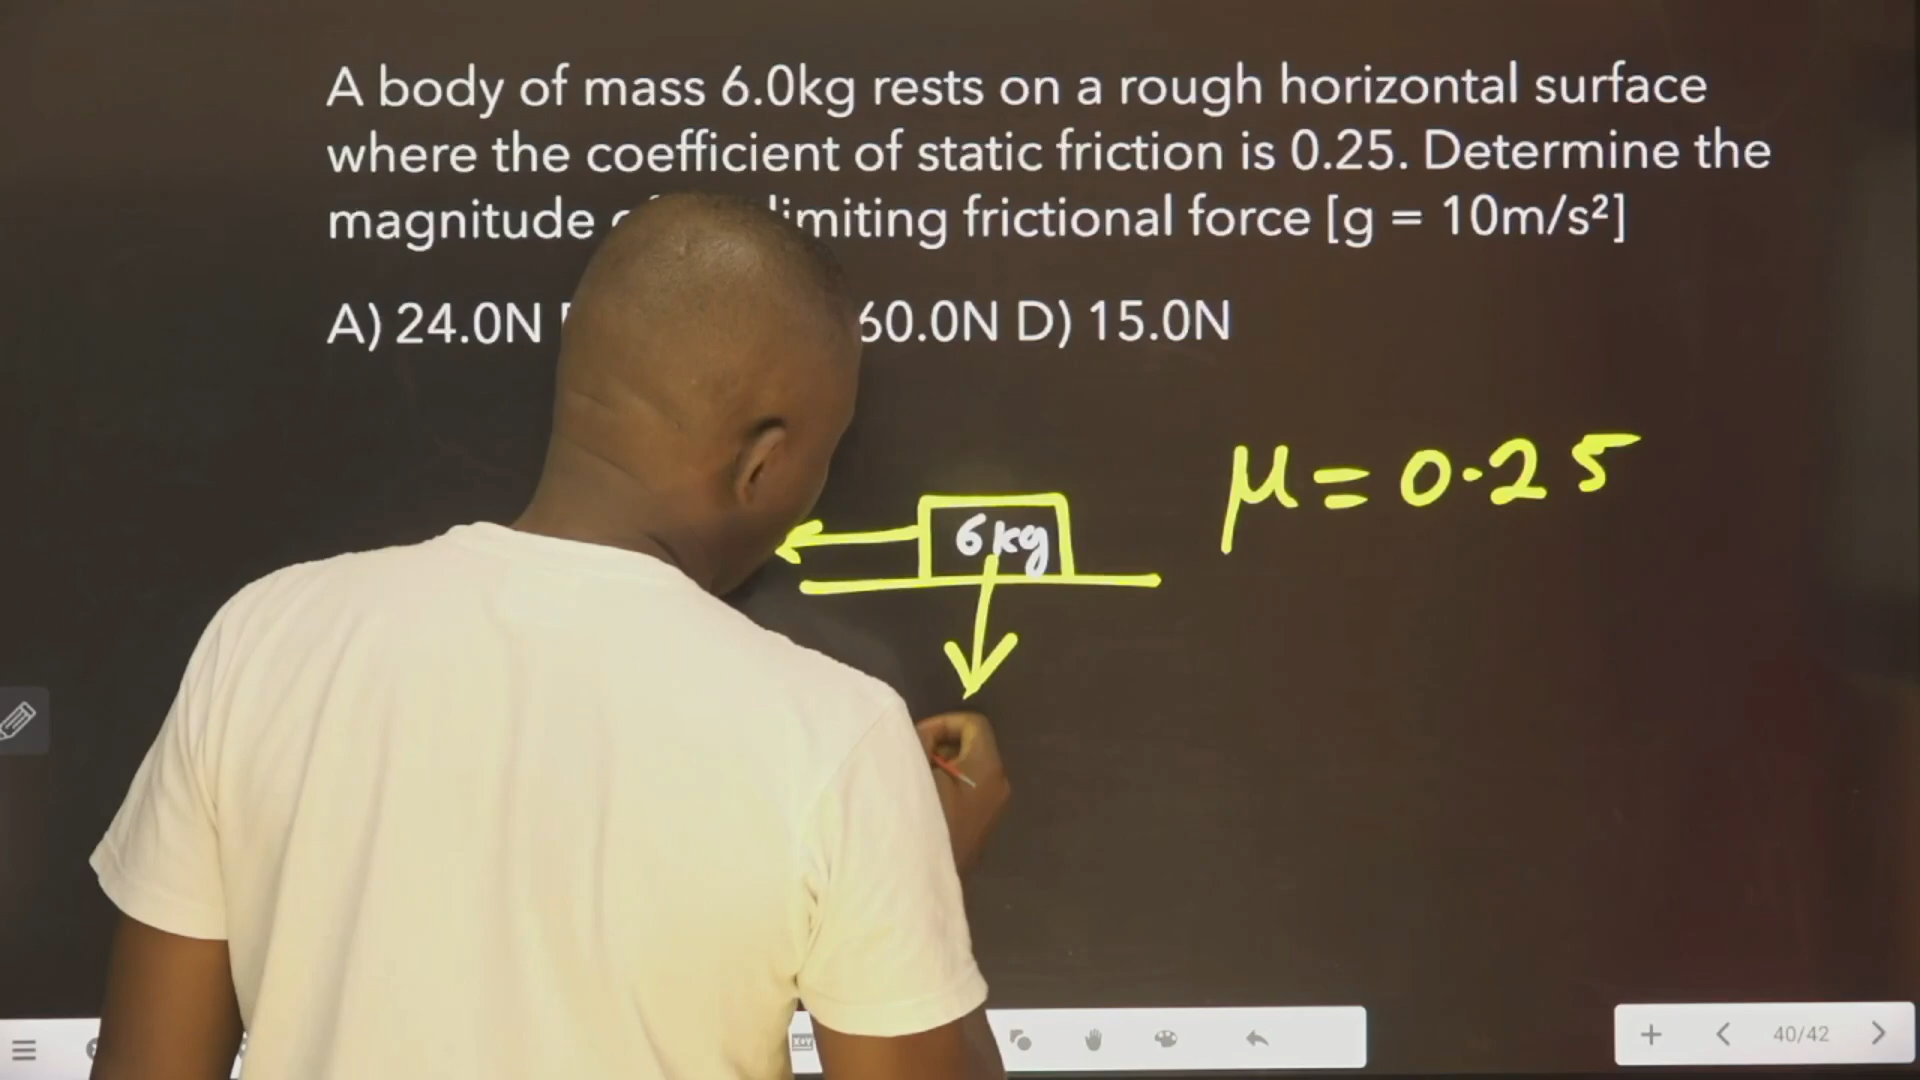 A body of mass 6.0kg rests on a rough horizontal surface
where the coefficient of static friction is 0.25. Determine the
magnitude limiting frictional force [g = 10m/s²]
A) 24.0N 60.0N D) 15.0N
μ = 0.25
6kg
40/42